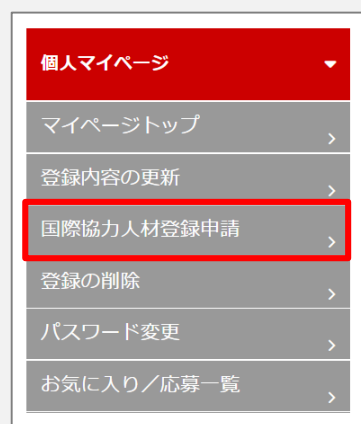 個人マイページ
マイページトップ
登録内容の更新
国際協力人材登録申請
登録の削除
パスワード変更
お気に入り／応募一覧